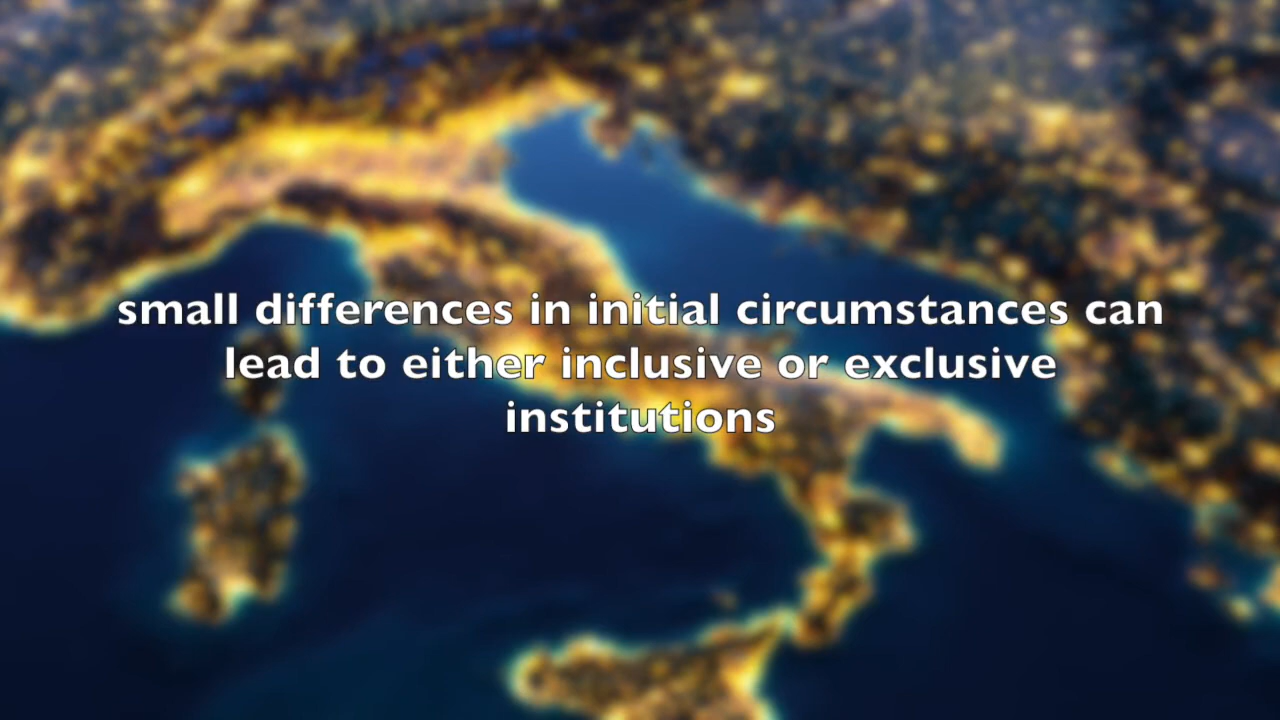 small differences in initial circumstances can
lead to either inclusive or exclusive
institutions